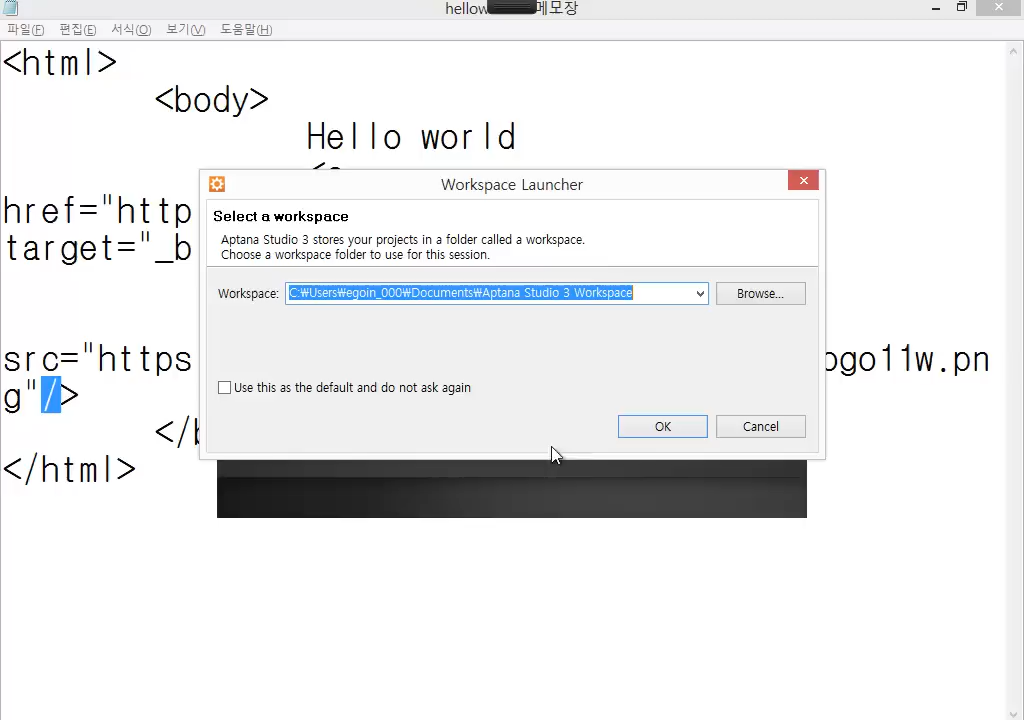 hellow 메모장
파일(F) 편집(E) 서식(O) 보기(V) 도움말(H)
<html>
<body>
Hello world
href="http
target="_b
src="https ogo11w.pn
g"/>
</b
</html>
Workspace Launcher
Select a workspace
Aptana Studio 3 stores your projects in a folder called a workspace.
Choose a workspace folder to use for this session.
Workspace: C:₩Users₩egoin_000₩Documents₩Aptana Studio 3 Workspace Browse...
Use this as the default and do not ask again
OK Cancel